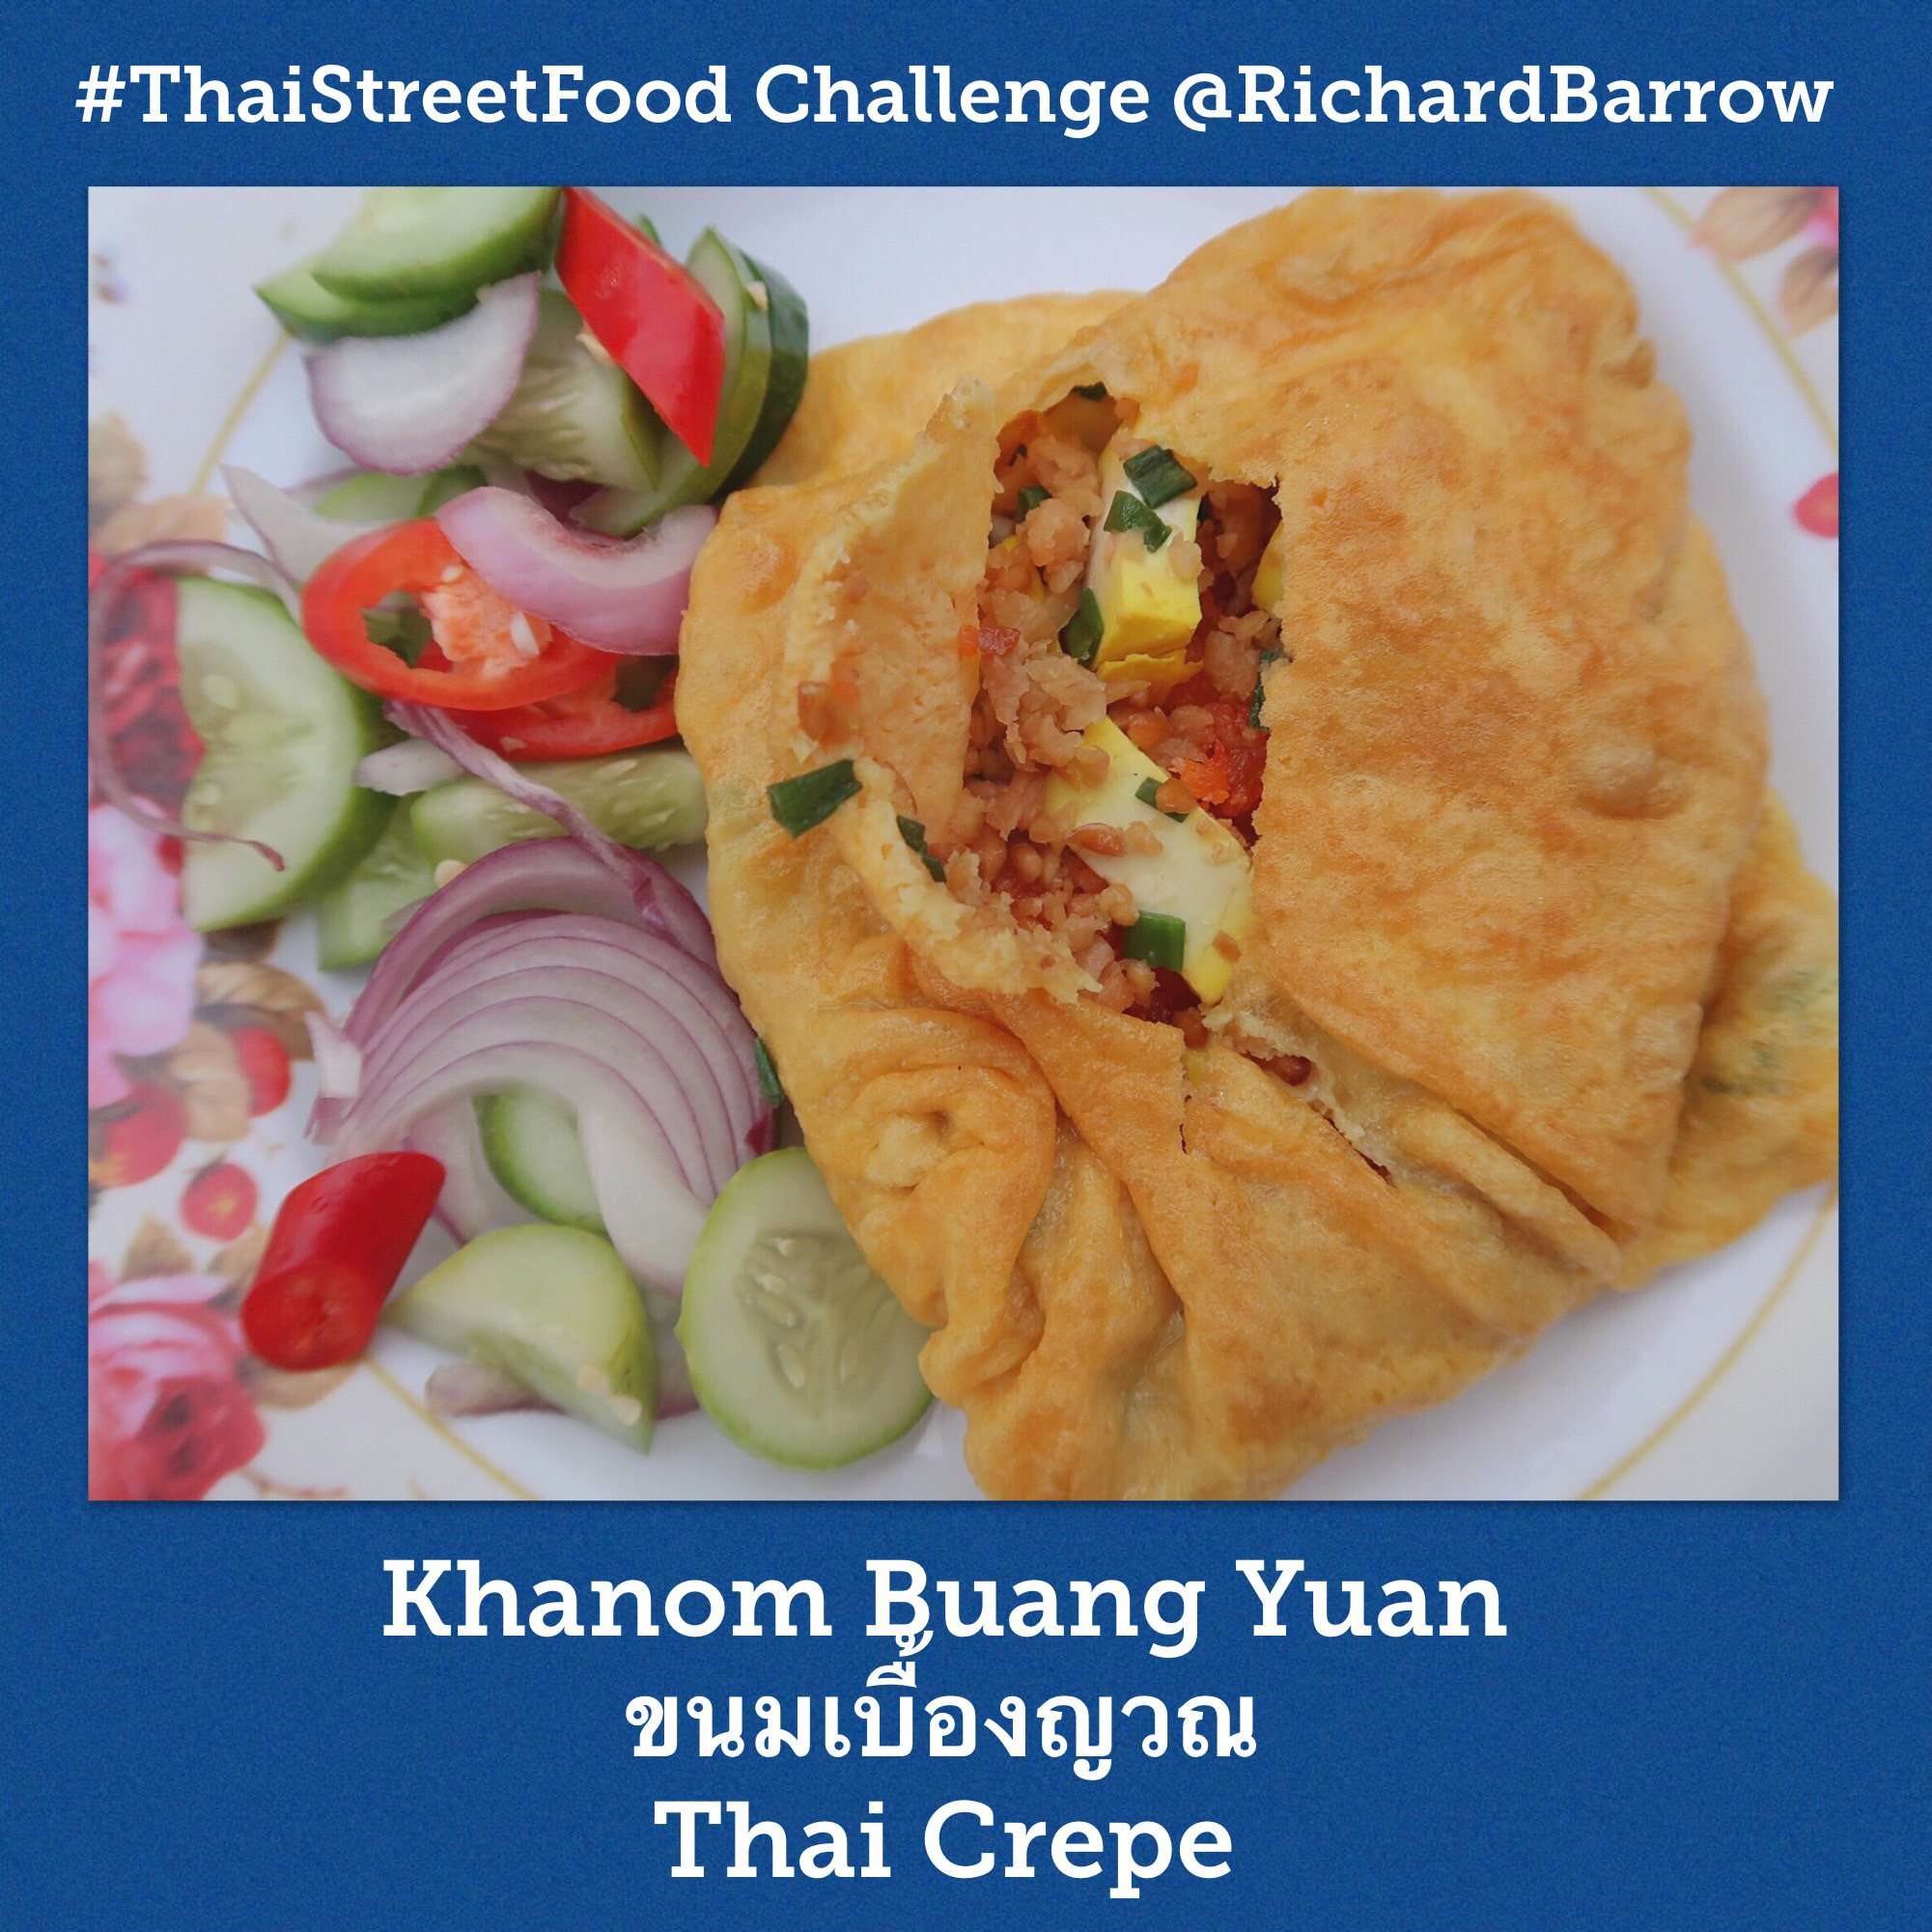 #ThaiStreetFood Challenge @RichardBarrow
Khanom Buang Yuan
ขนมเบื้องญวณ
Thai Crepe